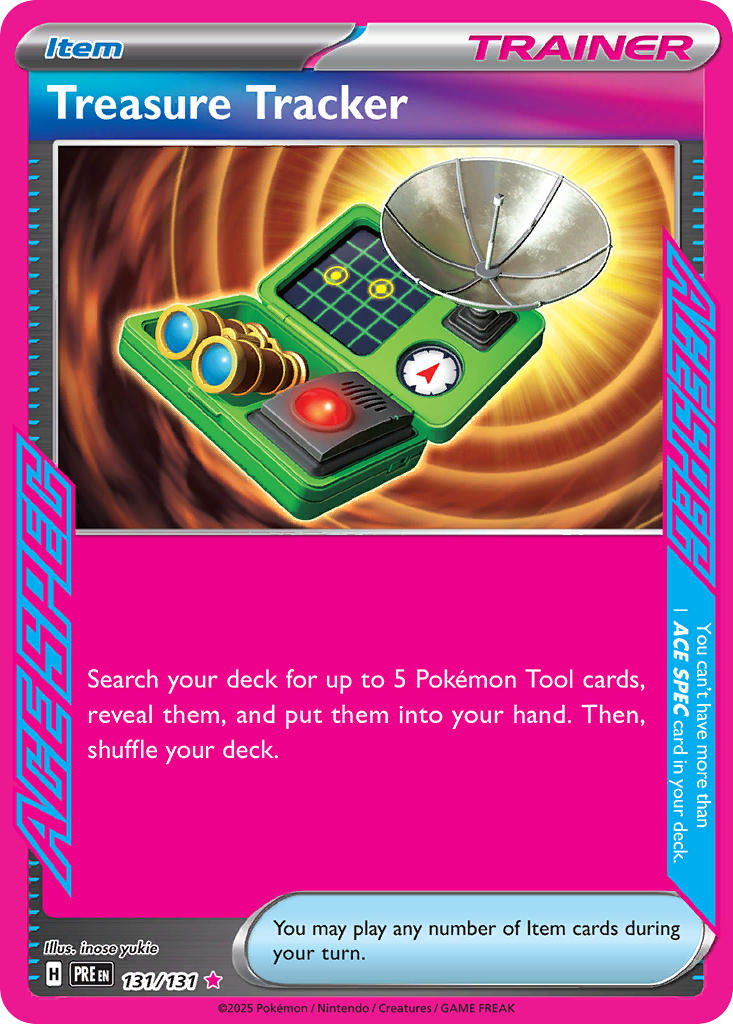 Item
TRAINER
Treasure Tracker
ACE SPEC
ACE SPEC
You can't have more than
1 ACE SPEC card in your deck.
Search your deck for up to 5 Pokémon Tool cards,
reveal them, and put them into your hand. Then,
shuffle your deck.
You may play any number of Item cards during
your turn.
Illus. inose yukie
H PRE EN 131/131
©2025 Pokémon / Nintendo / Creatures / GAME FREAK